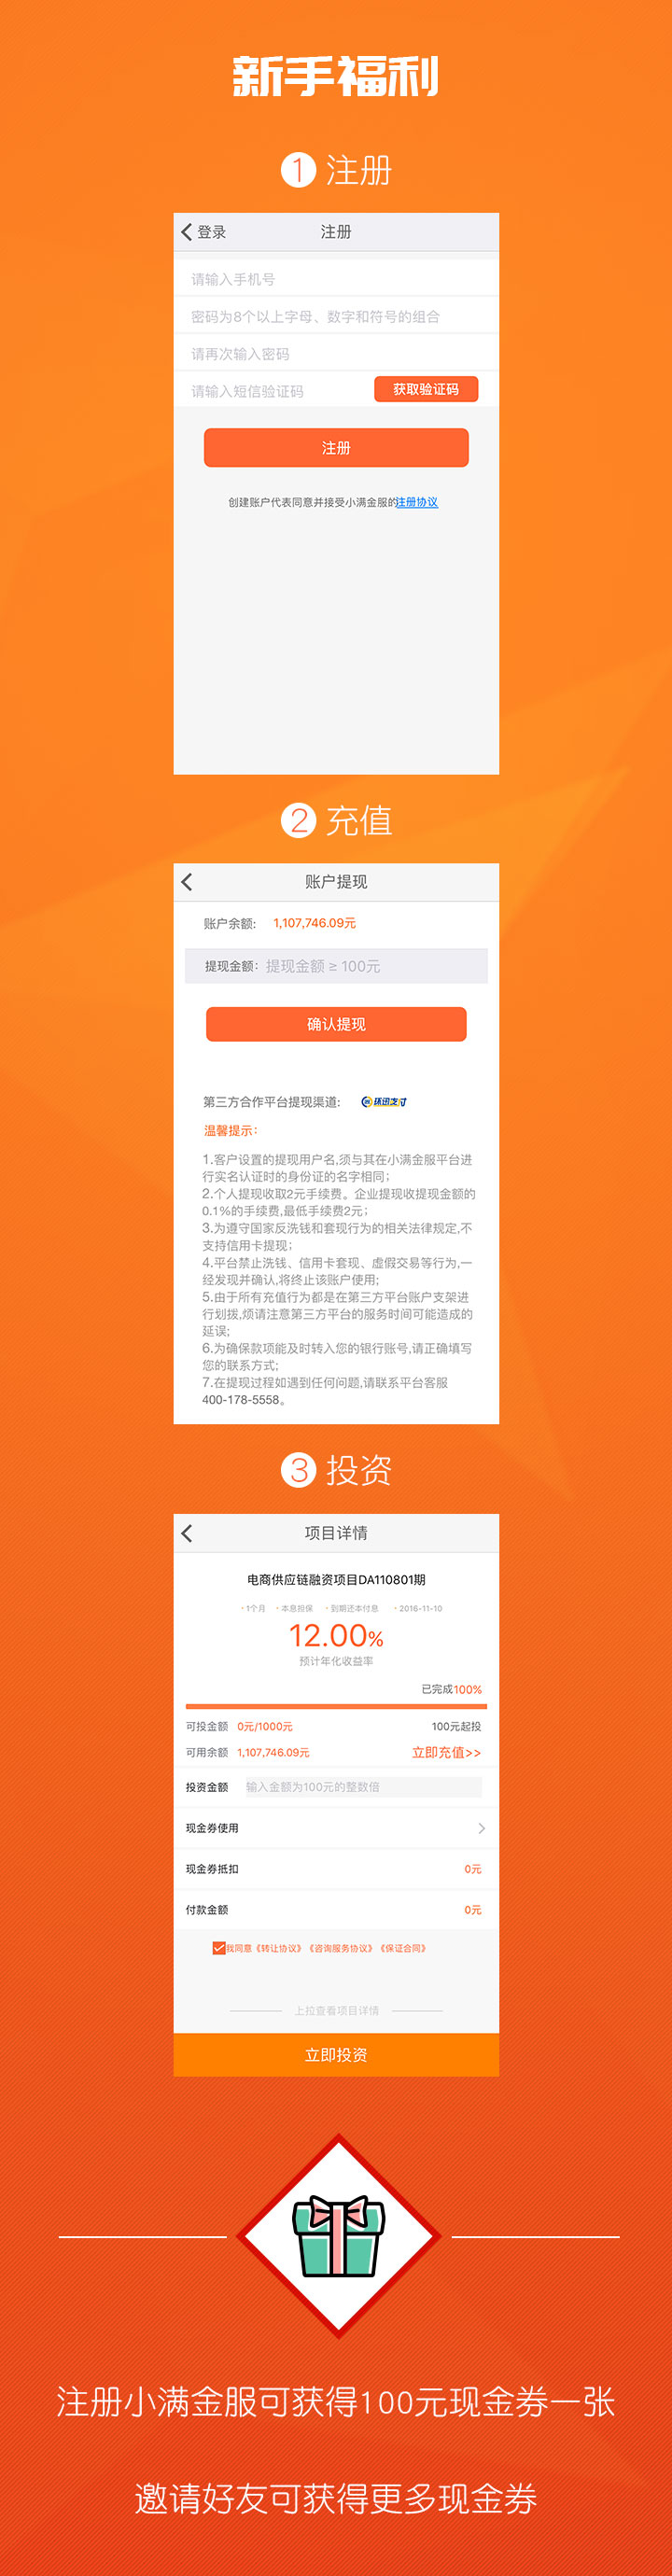 新手福利
1 注册
登录 注册
请输入手机号
密码为8个以上字母、数字和符号的组合
请再次输入密码
请输入短信验证码 获取验证码
注册
创建账户代表同意并接受小满金服的注册协议
2 充值
账户提现
账户余额: 1,107,746.09元
提现金额: 提现金额 ≥ 100元
确认提现
第三方合作平台提现渠道: 环迅支付
温馨提示:
1.客户设置的提现用户名,须与其在小满金服平台进
行实名认证时的身份证的名字相同;
2.个人提现收取2元手续费。企业提现收提现金额的
0.1%的手续费,最低手续费2元;
3.为遵守国家反洗钱和套现行为的相关法律规定,不
支持信用卡提现;
4.平台禁止洗钱、信用卡套现、虚假交易等行为,一
经发现并确认,将终止该账户使用;
5.由于所有充值行为都是在第三方平台账户支架进
行划拨,烦请注意第三方平台的服务时间可能造成的
延误;
6.为确保款项能及时转入您的银行账号,请正确填写
您的联系方式;
7.在提现过程如遇到任何问题,请联系平台客服
400-178-5558。
3 投资
项目详情
电商供应链融资项目DA110801期
1个月 本息担保 到期还本付息 2016-11-10
12.00%
预计年化收益率
已完成100%
可投金额 0元/1000元 100元起投
可用余额 1,107,746.09元 立即充值>>
投资金额 输入金额为100元的整数倍
现金券使用
现金券抵扣 0元
付款金额 0元
我同意《转让协议》《咨询服务协议》《保证合同》
上拉查看项目详情
立即投资
注册小满金服可获得100元现金券一张
邀请好友可获得更多现金券